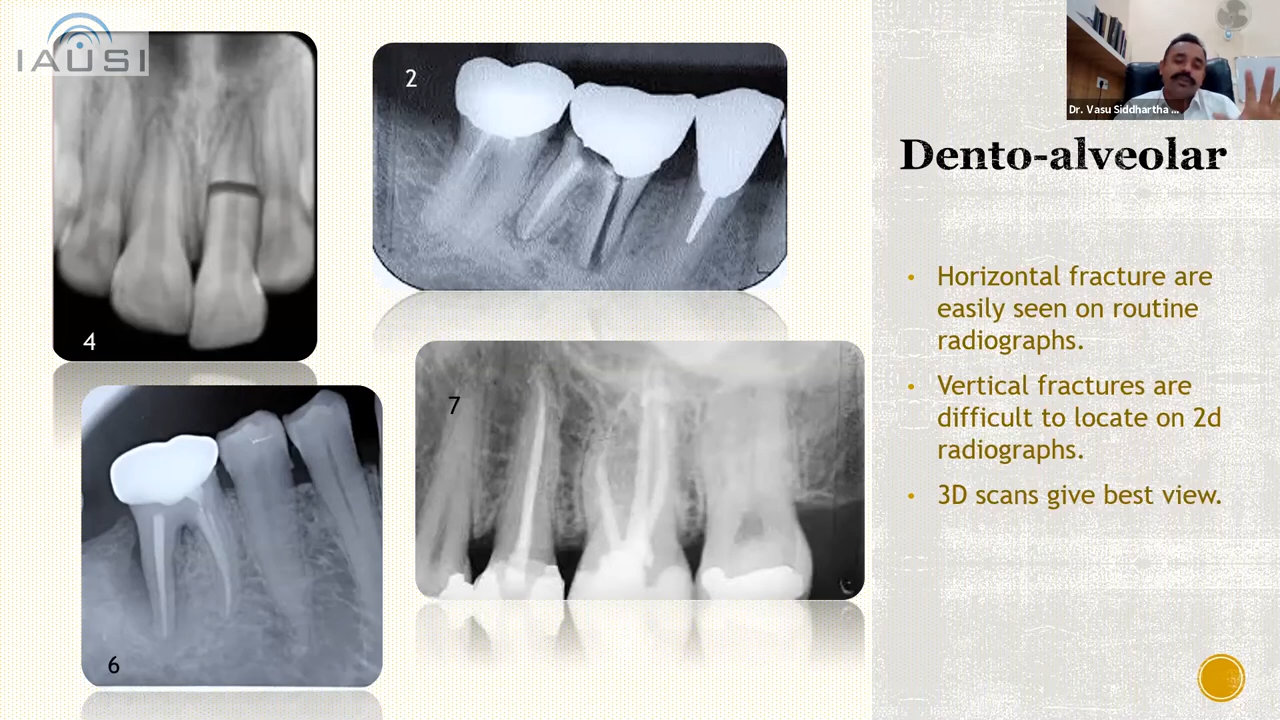 IAUSI
4
2
6
7
Dr. Vasu Siddhartha ...
Dento-alveolar
• Horizontal fracture are
easily seen on routine
radiographs.
• Vertical fractures are
difficult to locate on 2d
radiographs.
• 3D scans give best view.